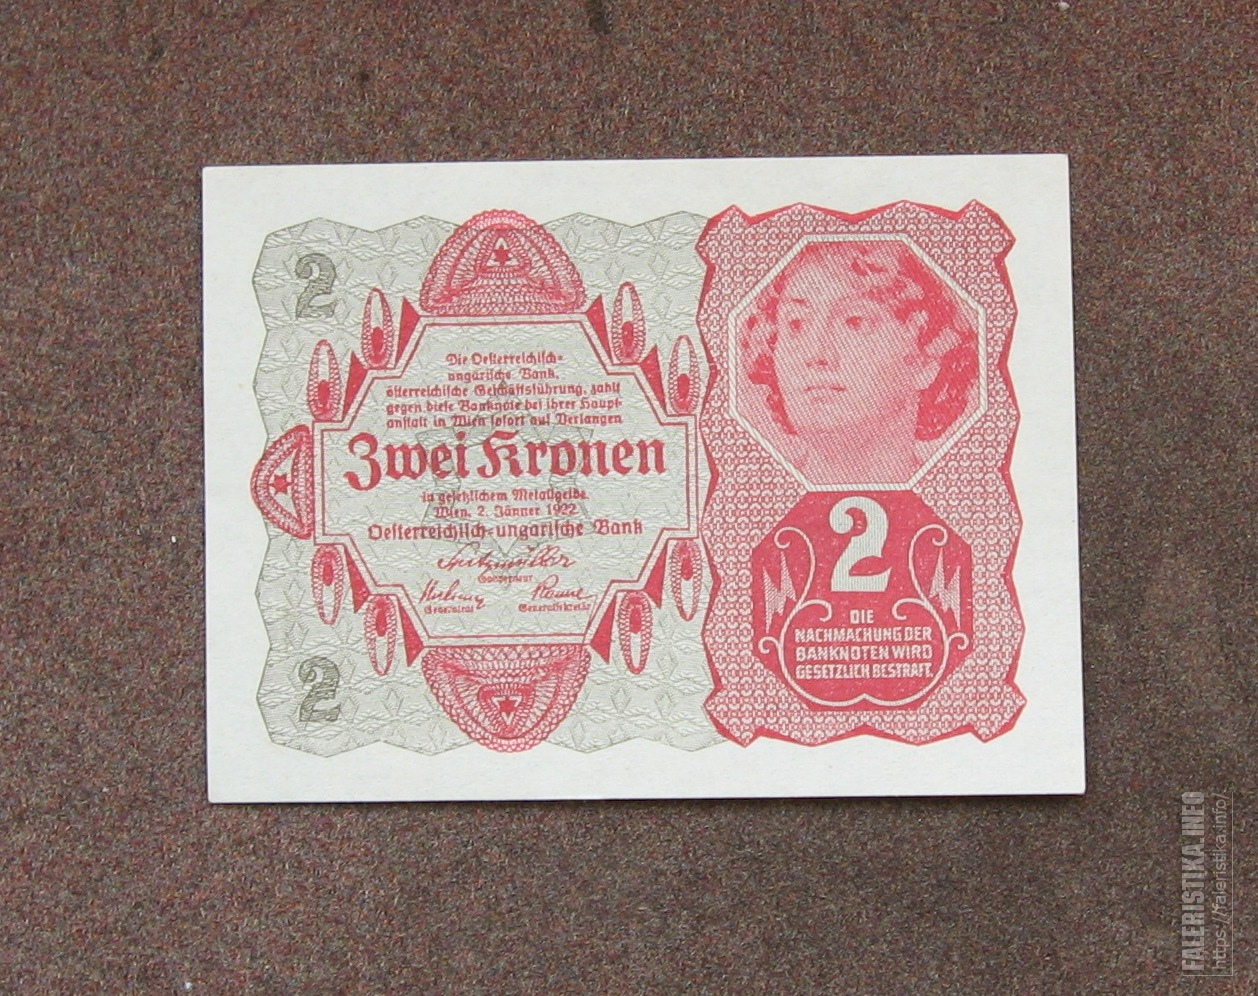 2
Die Oesterreichisch-
ungarische Bank,
österreichische Geschäftsführung, zahlt
gegen diese Banknote bei ihrer Haupt-
anstalt in Wien sofort auf Verlangen
Zwei Kronen
in gesetzlichem Metallgelde.
Wien, 2. Jänner 1922
Oesterreichisch-ungarische Bank
Gouverneur
Generalrat Generalsekretär
2
2
DIE
NACHMACHUNG DER
BANKNOTEN WIRD
GESETZLICH BESTRAFT.
FALERISTIKA.INFO
https://faleristika.info/